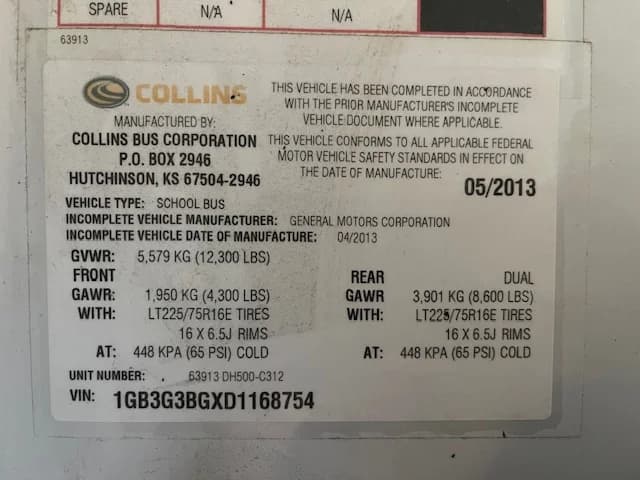 SPARE N/A N/A
63913
COLLINS
MANUFACTURED BY:
COLLINS BUS CORPORATION
P.O. BOX 2946
HUTCHINSON, KS 67504-2946
THIS VEHICLE HAS BEEN COMPLETED IN ACCORDANCE
WITH THE PRIOR MANUFACTURER'S INCOMPLETE
VEHICLE DOCUMENT WHERE APPLICABLE.
THIS VEHICLE CONFORMS TO ALL APPLICABLE FEDERAL
MOTOR VEHICLE SAFETY STANDARDS IN EFFECT ON
THE DATE OF MANUFACTURE:
05/2013
VEHICLE TYPE: SCHOOL BUS
INCOMPLETE VEHICLE MANUFACTURER: GENERAL MOTORS CORPORATION
INCOMPLETE VEHICLE DATE OF MANUFACTURE: 04/2013
GVWR: 5,579 KG (12,300 LBS)
FRONT REAR DUAL
GAWR: 1,950 KG (4,300 LBS) GAWR 3,901 KG (8,600 LBS)
WITH: LT225/75R16E TIRES WITH: LT225/75R16E TIRES
16 X 6.5J RIMS 16 X 6.5J RIMS
AT: 448 KPA (65 PSI) COLD AT: 448 KPA (65 PSI) COLD
UNIT NUMBER: 63913 DH500-C312
VIN: 1GB3G3BGXD1168754